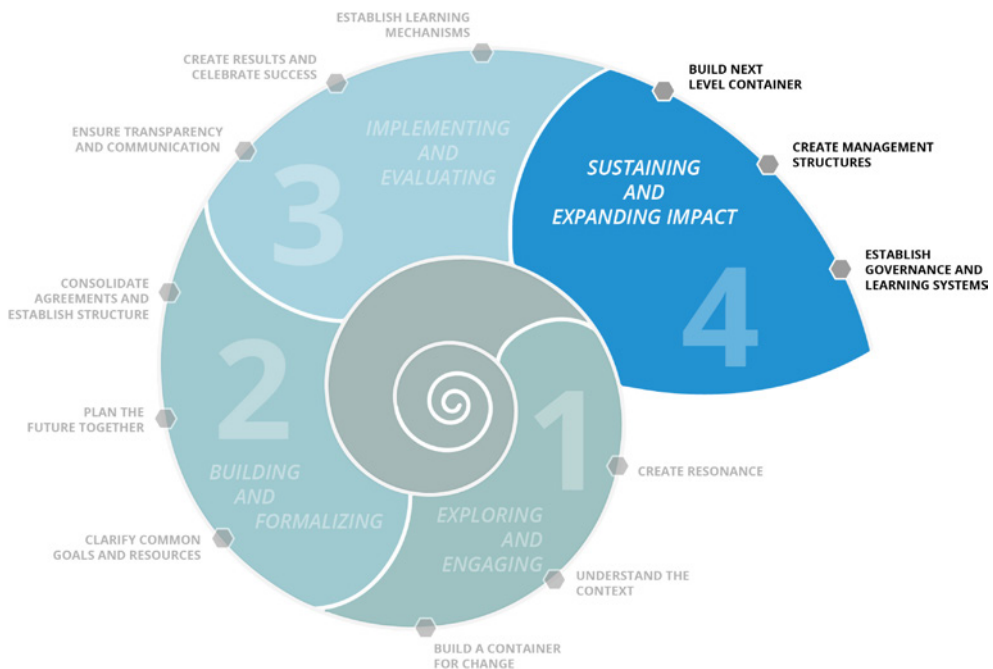 ESTABLISH LEARNING
MECHANISMS
CREATE RESULTS AND
CELEBRATE SUCCESS
ENSURE TRANSPARENCY
AND COMMUNICATION
IMPLEMENTING
AND
EVALUATING
3
BUILD NEXT
LEVEL CONTAINER
CREATE MANAGEMENT
STRUCTURES
ESTABLISH
GOVERNANCE AND
LEARNING SYSTEMS
SUSTAINING
AND
EXPANDING IMPACT
4
CONSOLIDATE
AGREEMENTS AND
ESTABLISH STRUCTURE
PLAN THE
FUTURE TOGETHER
CLARIFY COMMON
GOALS AND RESOURCES
2
BUILDING
AND
FORMALIZING
1
EXPLORING
AND
ENGAGING
CREATE RESONANCE
UNDERSTAND THE
CONTEXT
BUILD A CONTAINER
FOR CHANGE